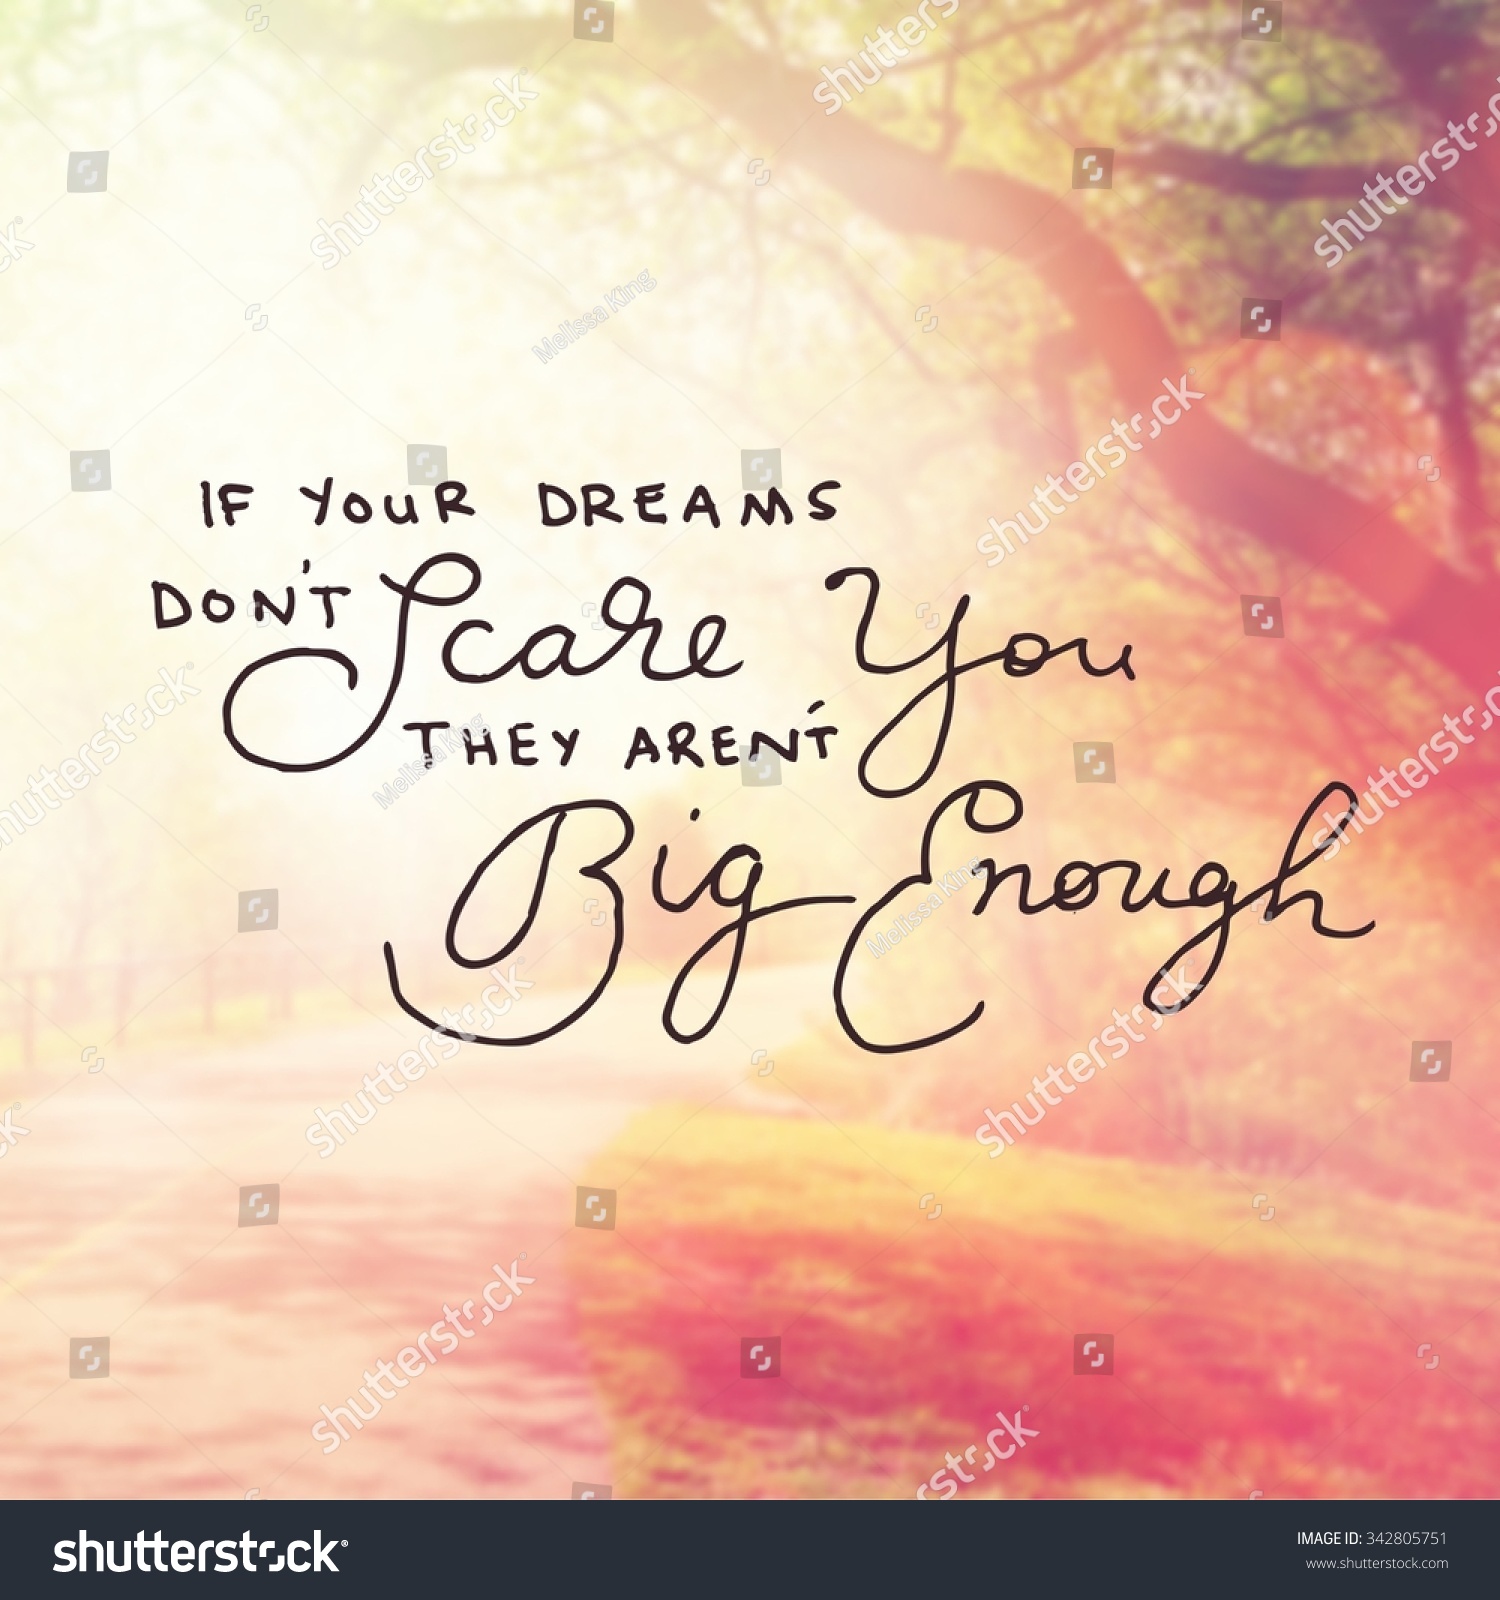 IF YOUR DREAMS
DON'T Scare You
THEY AREN'T
Big Enough
shutterstock
Melissa King
shutterstock®
IMAGE ID: 342805751
www.shutterstock.com